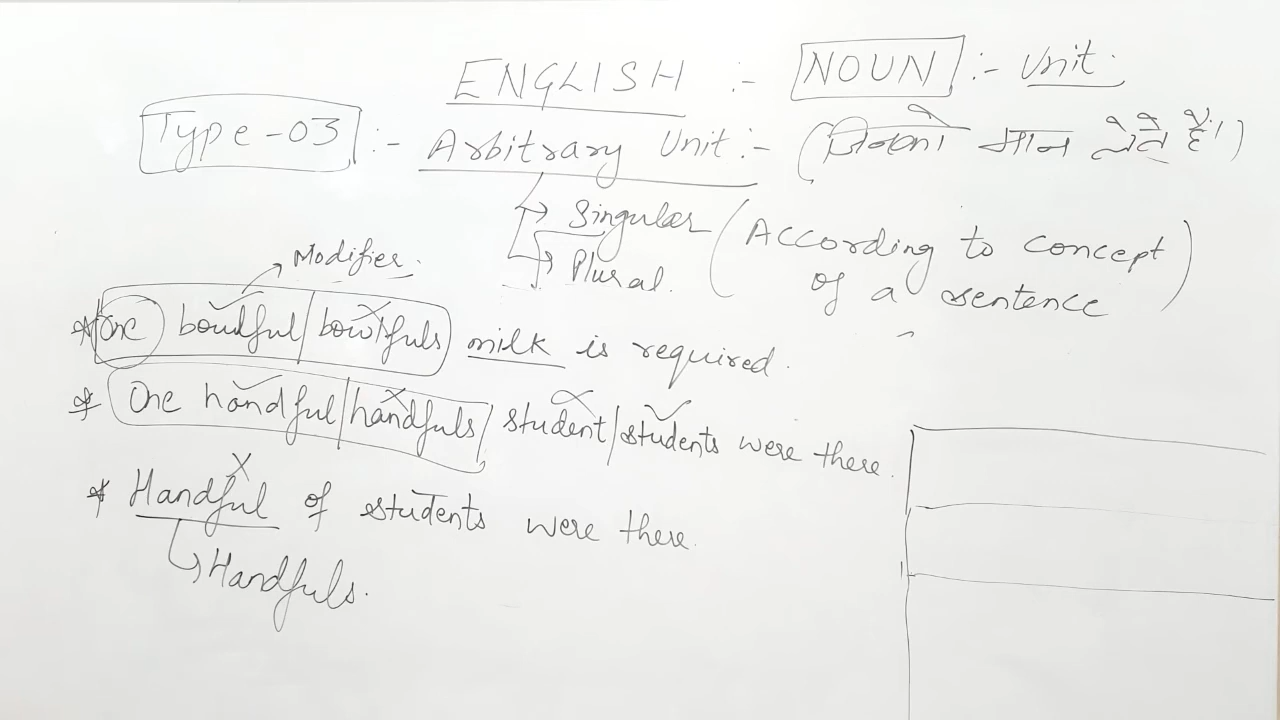 ENGLISH :- NOUN :- Unit.
Type-03 :- Arbitrary Unit :- (जिनको मान लेते हैं।)
Singular (According to concept
Plural. of a sentence)
Modifier.
* One bowlful/bowlfuls milk is required.
* One handful/handfuls/student/students were there.
* Handful of students were there.
Handfuls.